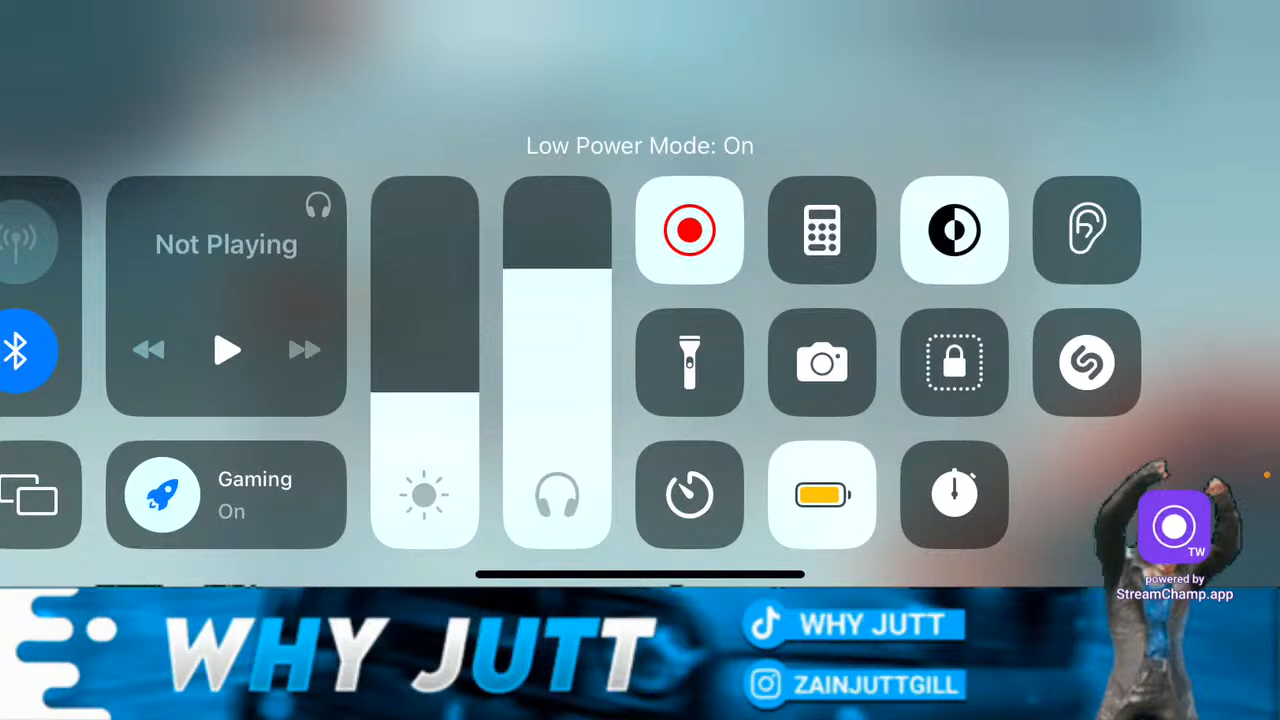 Low Power Mode: On
Not Playing
Gaming
On
TW
powered by
StreamChamp.app
WHY JUTT
WHY JUTT
ZAINJUTTGILL